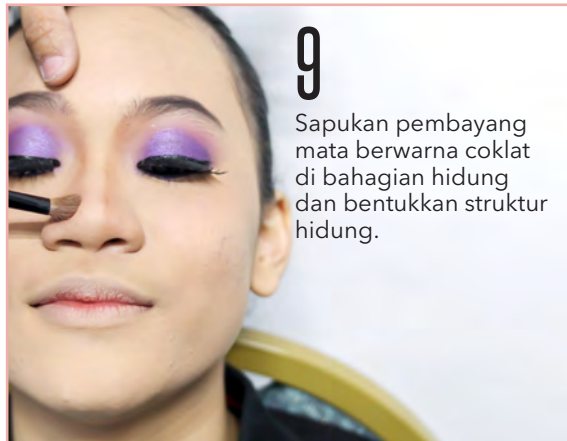 9
Sapukan pembayang
mata berwarna coklat
di bahagian hidung
dan bentukkan struktur
hidung.